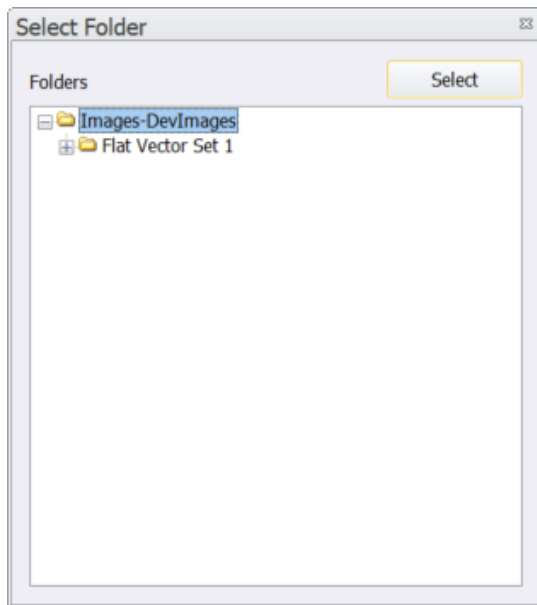 Select Folder
Folders
Select
Images-DevImages
Flat Vector Set 1